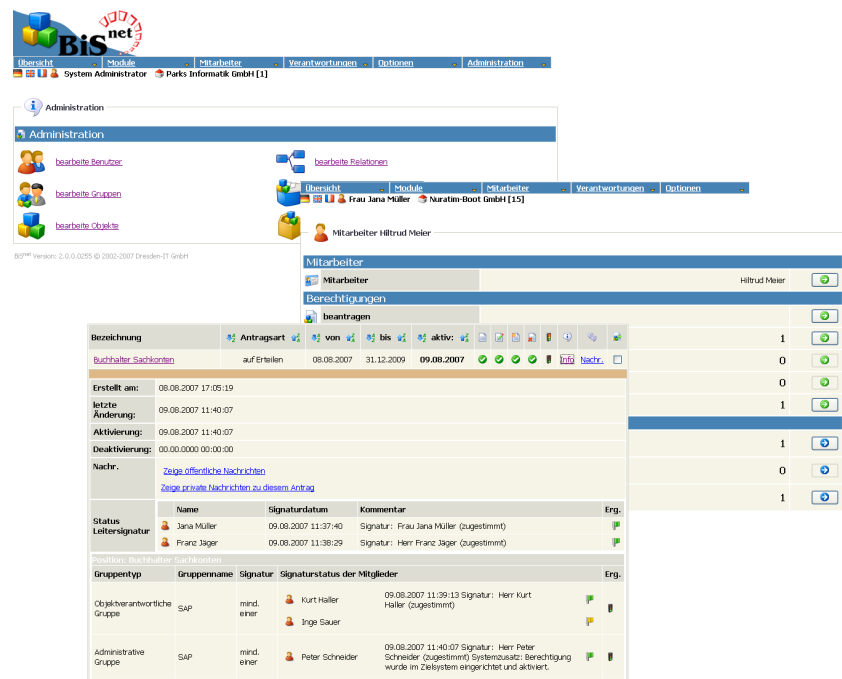 BiS net
Übersicht Module Mitarbeiter Verantwortungen Optionen Administration
System Administrator Parks Informatik GmbH [1]
Administration
Administration
bearbeite Benutzer bearbeite Relationen
bearbeite Gruppen
bearbeite Objekte
BiSnet Version: 2.0.0.0255 © 2002-2007 Dresden-IT GmbH
Übersicht Module Mitarbeiter Verantwortungen Optionen
Frau Jana Müller Nuratim-Boot GmbH [15]
Mitarbeiter Hiltrud Meier
Mitarbeiter
Mitarbeiter Hiltrud Meier
Berechtigungen
beantragen
1
0
0
1
1
0
1
Bezeichnung Antragsart von bis aktiv:
Buchhalter Sachkonten auf Erteilen 08.08.2007 31.12.2009 09.08.2007 Info Nachr.
Erstellt am: 08.08.2007 17:05:19
letzte
Änderung: 09.08.2007 11:40:07
Aktivierung: 09.08.2007 11:40:07
Deaktivierung: 00.00.0000 00:00:00
Nachr. Zeige öffentliche Nachrichten
Zeige private Nachrichten zu diesem Antrag
Status
Leitersignatur
Name Signaturdatum Kommentar Erg.
Jana Müller 09.08.2007 11:37:40 Signatur: Frau Jana Müller (zugestimmt)
Franz Jäger 09.08.2007 11:38:29 Signatur: Herr Franz Jäger (zugestimmt)
Position: Buchhalter Sachkonten
Gruppentyp Gruppenname Signatur Signaturstatus der Mitglieder Erg.
Objektverantwortliche
Gruppe
SAP
mind.
einer
Kurt Haller
09.08.2007 11:39:13 Signatur: Herr Kurt
Haller (zugestimmt)
Inge Sauer
Administrative
Gruppe
SAP
mind.
einer
Peter Schneider
09.08.2007 11:40:07 Signatur: Herr Peter
Schneider (zugestimmt) Systemzusatz: Berechtigung
wurde im Zielsystem eingerichtet und aktiviert.